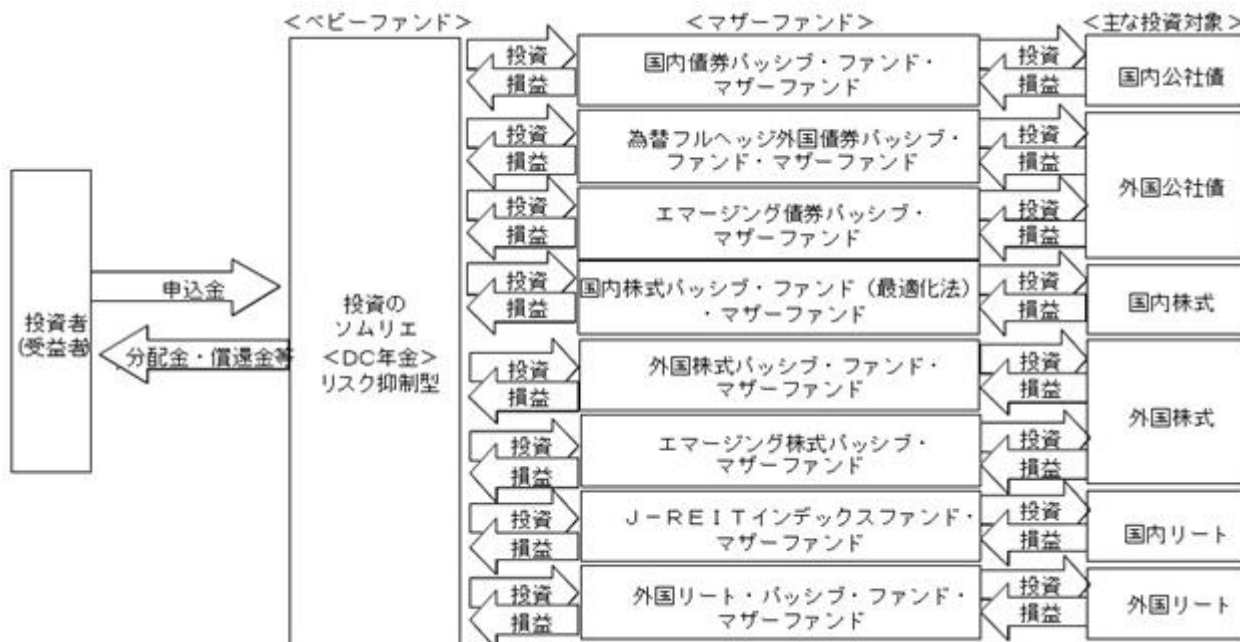 ＜ベビーファンド＞
＜マザーファンド＞
＜主な投資対象＞
投資者
(受益者)
申込金
分配金・償還金等
投資の
ソムリエ
＜DC年金＞
リスク抑制型
投資
損益
国内債券パッシブ・ファンド・
マザーファンド
投資
損益
国内公社債
投資
損益
為替フルヘッジ外国債券パッシブ・
ファンド・マザーファンド
投資
損益
外国公社債
投資
損益
エマージング債券パッシブ・
マザーファンド
投資
損益
投資
損益
国内株式パッシブ・ファンド（最適化法）
・マザーファンド
投資
損益
国内株式
投資
損益
外国株式パッシブ・ファンド・
マザーファンド
投資
損益
外国株式
投資
損益
エマージング株式パッシブ・
マザーファンド
投資
損益
投資
損益
Ｊ－ＲＥＩＴインデックスファンド・
マザーファンド
投資
損益
国内リート
投資
損益
外国リート・パッシブ・ファンド・
マザーファンド
投資
損益
外国リート